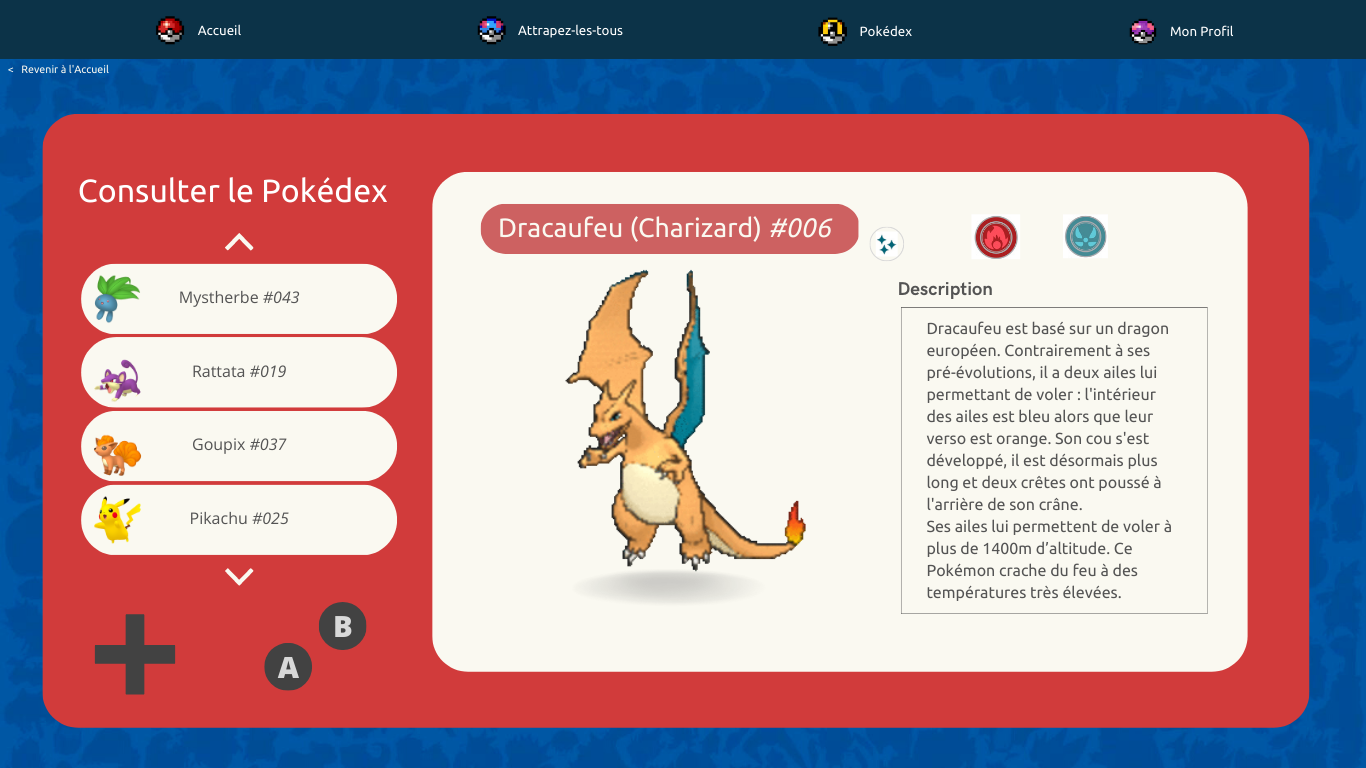 Accueil
Attrapez-les-tous
Pokédex
Mon Profil
< Revenir à l'Accueil
Consulter le Pokédex
Mystherbe #043
Rattata #019
Goupix #037
Pikachu #025
B
A
Dracaufeu (Charizard) #006
Description
Dracaufeu est basé sur un dragon
européen. Contrairement à ses
pré-évolutions, il a deux ailes lui
permettant de voler : l'intérieur
des ailes est bleu alors que leur
verso est orange. Son cou s'est
développé, il est désormais plus
long et deux crêtes ont poussé à
l'arrière de son crâne.
Ses ailes lui permettent de voler à
plus de 1400m d’altitude. Ce
Pokémon crache du feu à des
températures très élevées.